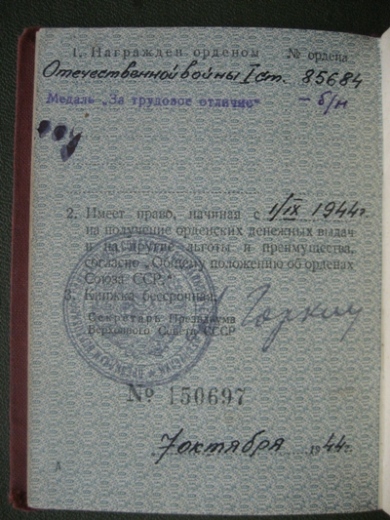 1. Награжден орденом № ордена
Отечественной войны I ст. 85684
Медаль „За трудовое отличие" – б/н
2. Имеет право, начиная с 1/IX 1944 г.
на получение орденских денежных выдач
и на другие льготы и преимущества,
согласно „Общему положению об орденах
Союза ССР."
3. Книжка бессрочная.
Секретарь Президиума
Верховного Совета СССР
Горкин
№ 150697
7 октября 1944 г.